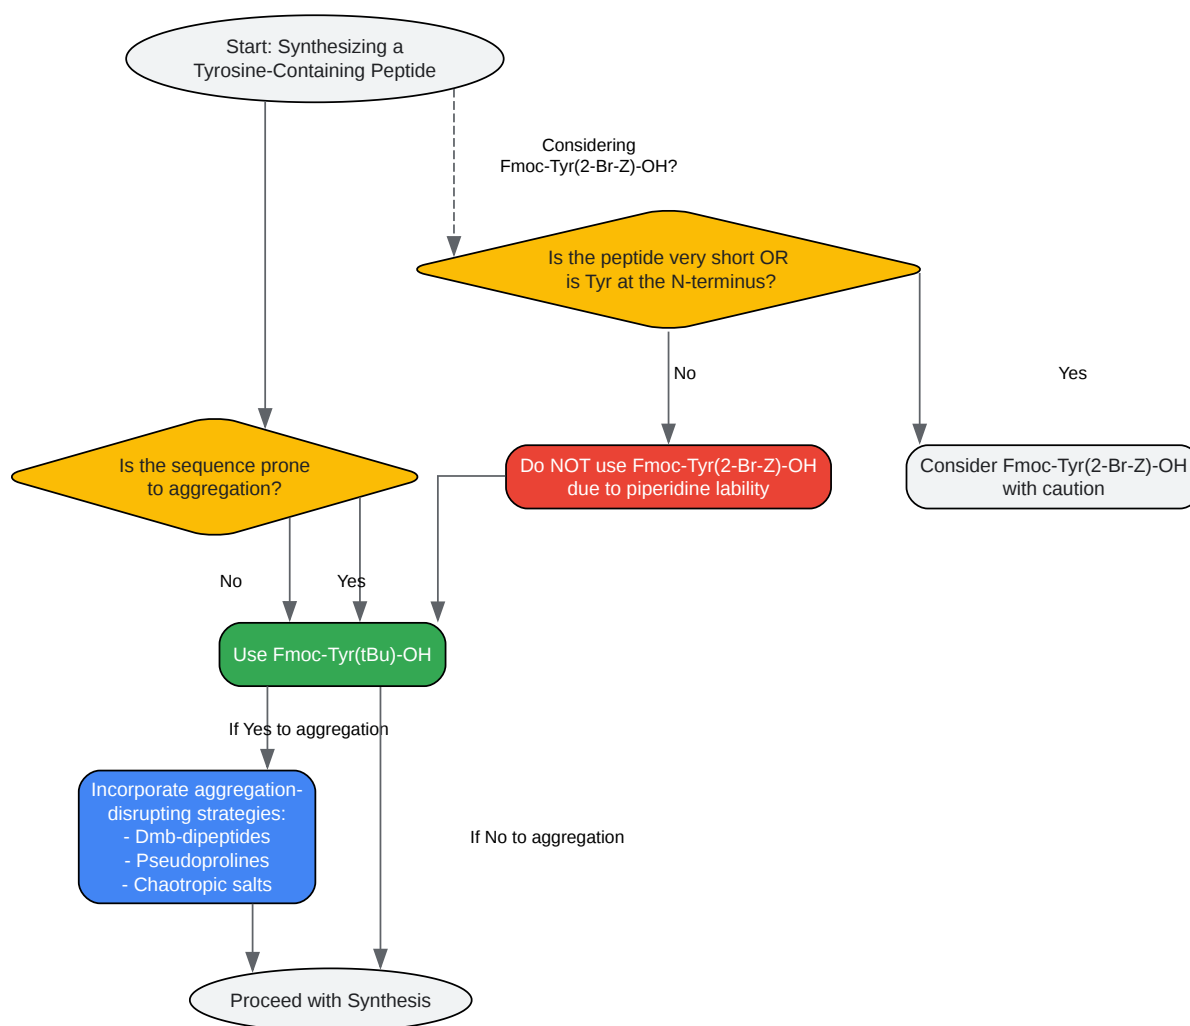 Start: Synthesizing a
Tyrosine-Containing Peptide
Considering
Fmoc-Tyr(2-Br-Z)-OH?
Is the peptide very short OR
is Tyr at the N-terminus?
No
Yes
Is the sequence prone
to aggregation?
Do NOT use Fmoc-Tyr(2-Br-Z)-OH
due to piperidine lability
Consider Fmoc-Tyr(2-Br-Z)-OH
with caution
No
Yes
Use Fmoc-Tyr(tBu)-OH
If Yes to aggregation
Incorporate aggregation-
disrupting strategies:
- Dmb-dipeptides
- Pseudoprolines
- Chaotropic salts
If No to aggregation
Proceed with Synthesis